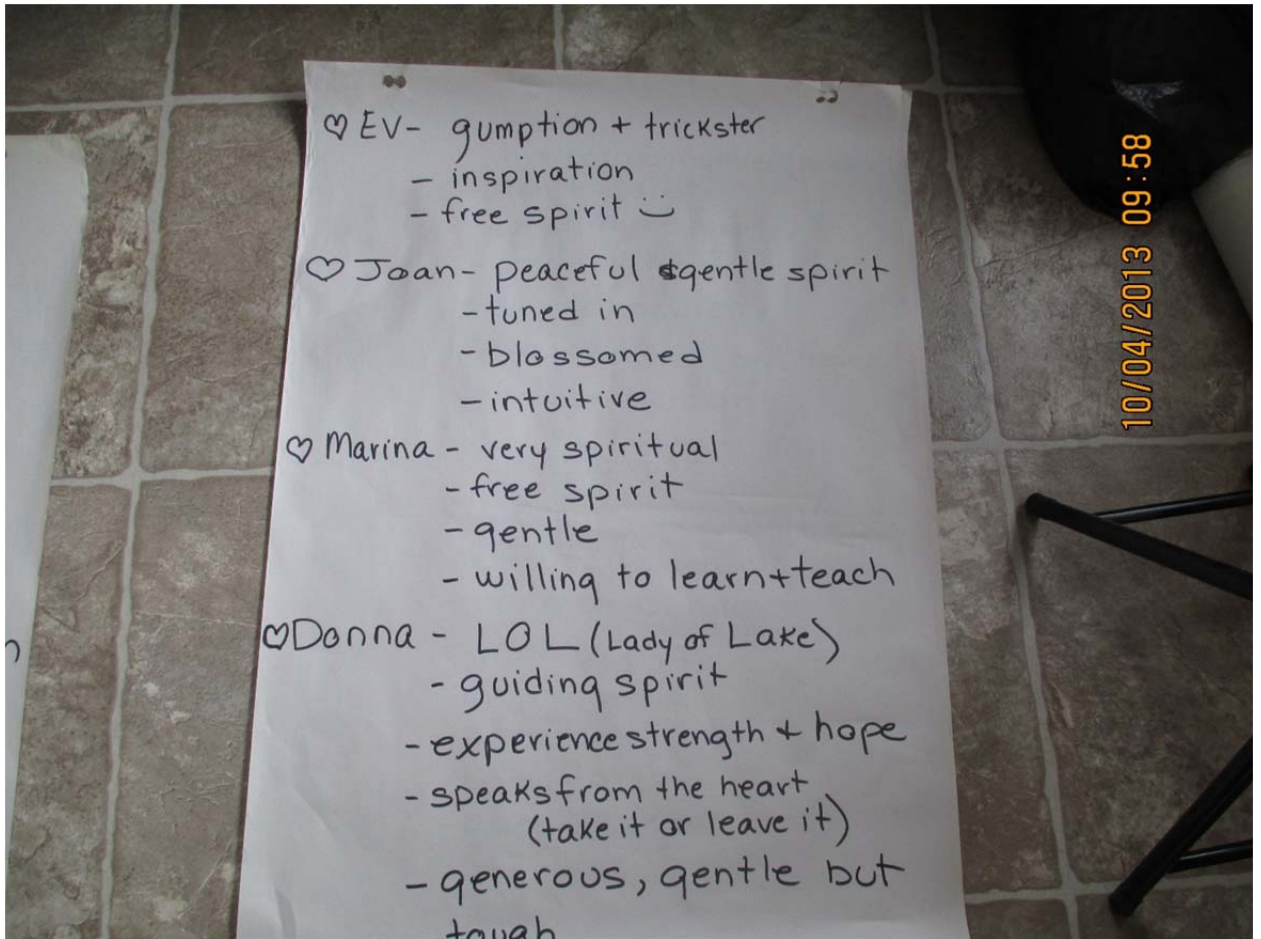 ♡ EV- gumption + trickster
- inspiration
- free spirit
♡ Joan- peaceful & gentle spirit
- tuned in
- blossomed
- intuitive
♡ Marina - very spiritual
- free spirit
- gentle
- willing to learn + teach
♡ Donna - LOL (Lady of Lake)
- guiding spirit
- experience strength & hope
- speaks from the heart
(take it or leave it)
- generous, gentle but
tough
10/04/2013 09:58